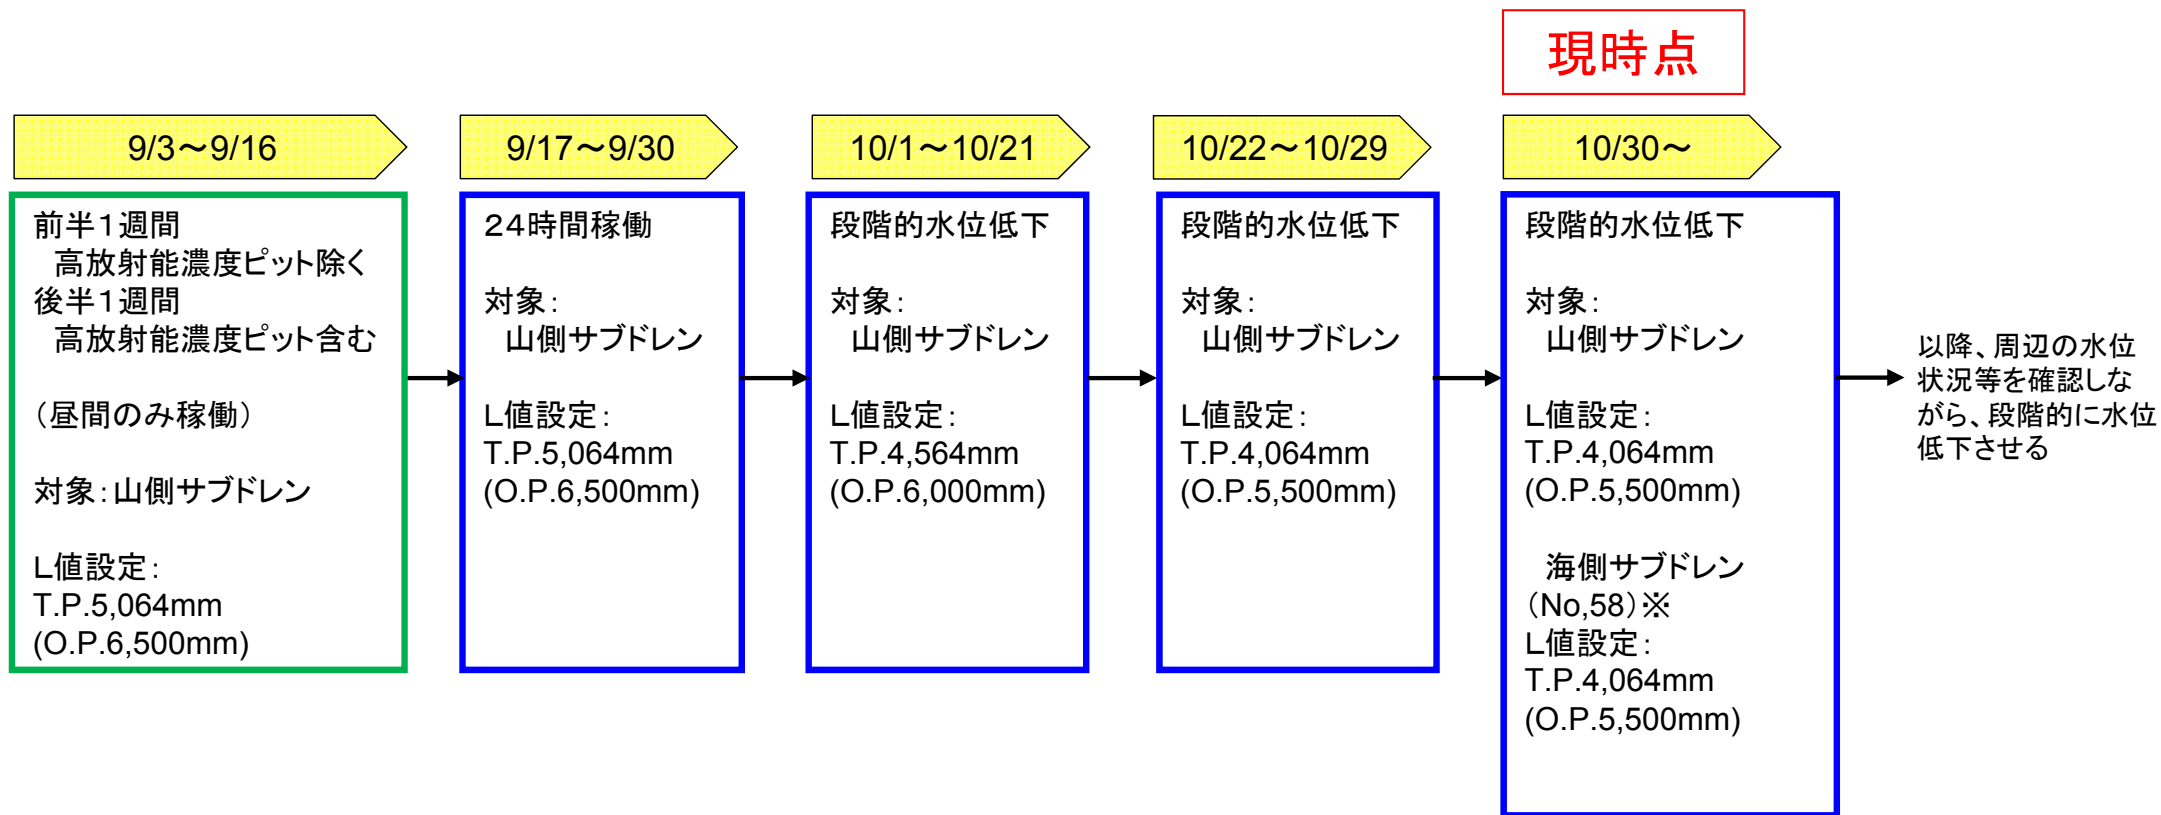 現時点
9/3～9/16
前半１週間
高放射能濃度ピット除く
後半１週間
高放射能濃度ピット含む
（昼間のみ稼働）
対象：山側サブドレン
L値設定：
T.P.5,064mm
(O.P.6,500mm)
9/17～9/30
２４時間稼働
対象：
山側サブドレン
L値設定：
T.P.5,064mm
(O.P.6,500mm)
10/1～10/21
段階的水位低下
対象：
山側サブドレン
L値設定：
T.P.4,564mm
(O.P.6,000mm)
10/22～10/29
段階的水位低下
対象：
山側サブドレン
L値設定：
T.P.4,064mm
(O.P.5,500mm)
10/30～
段階的水位低下
対象：
山側サブドレン
L値設定：
T.P.4,064mm
(O.P.5,500mm)
海側サブドレン
（No,58）※
L値設定：
T.P.4,064mm
(O.P.5,500mm)
以降、周辺の水位
状況等を確認しな
がら、段階的に水位
低下させる